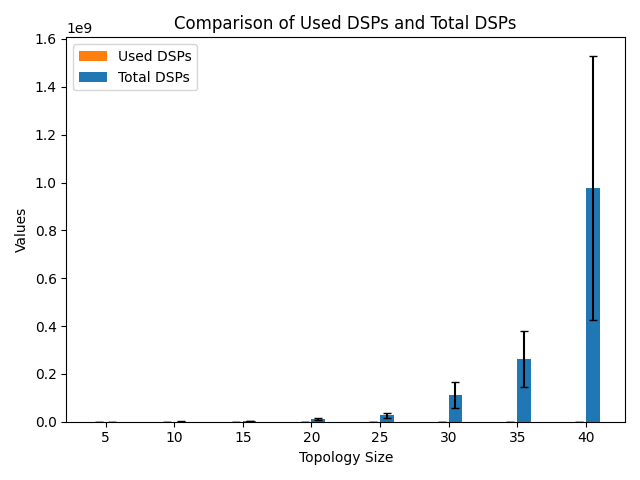 Comparison of Used DSPs and Total DSPs
1e9
Used DSPs
Total DSPs
1.6
1.4
1.2
1.0
0.8
0.6
0.4
0.2
0.0
Values
5 10 15 20 25 30 35 40
Topology Size